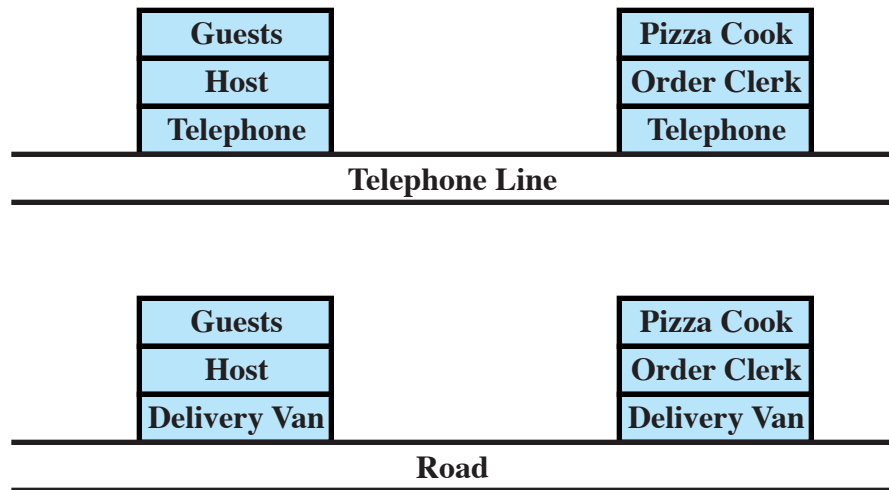 Guests
Pizza Cook
Host
Order Clerk
Telephone
Telephone
Telephone Line
Guests
Pizza Cook
Host
Order Clerk
Delivery Van
Delivery Van
Road